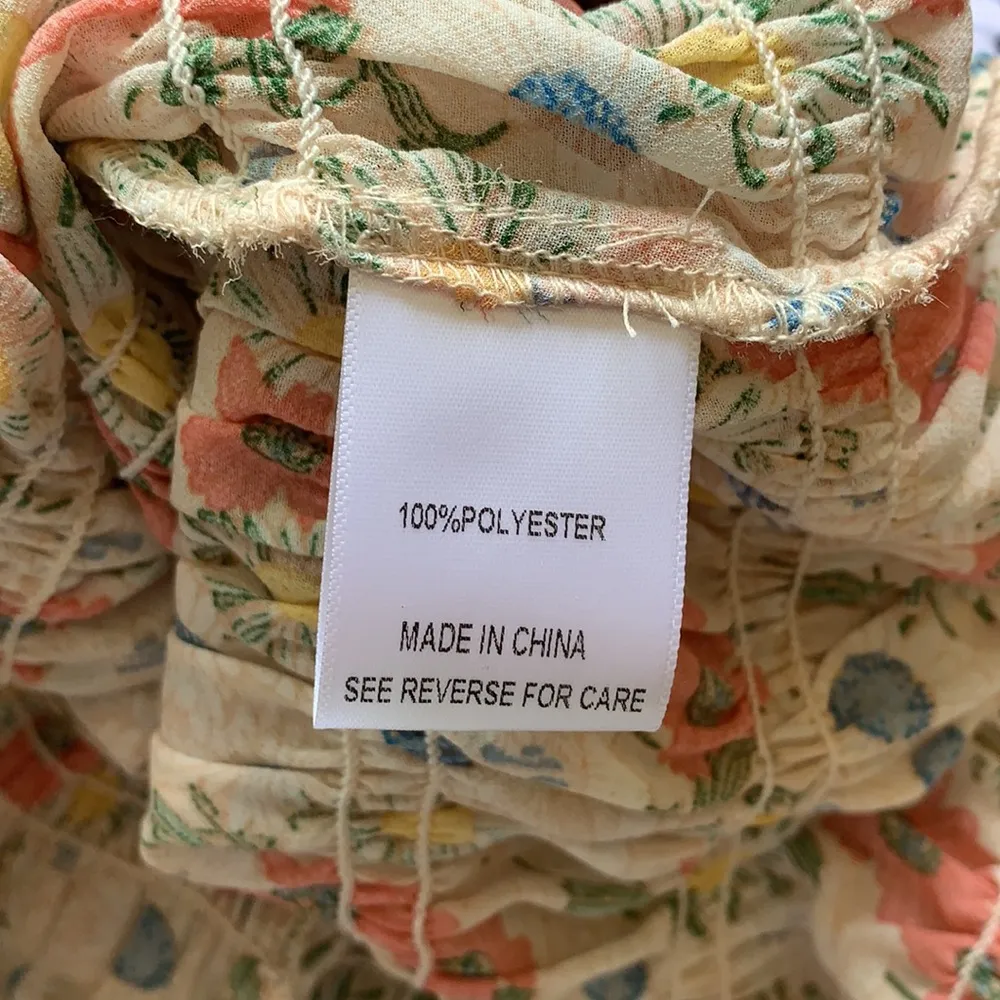 100%POLYESTER
MADE IN CHINA
SEE REVERSE FOR CARE